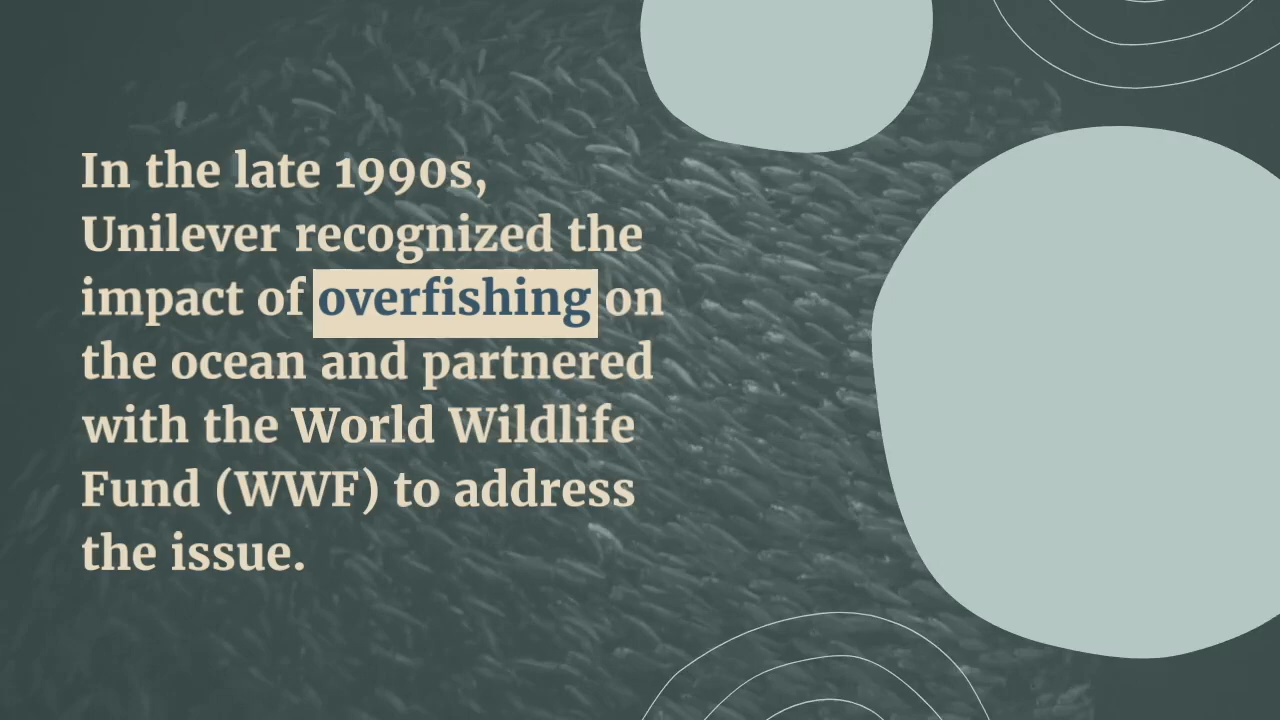 In the late 1990s,
Unilever recognized the
impact of overfishing on
the ocean and partnered
with the World Wildlife
Fund (WWF) to address
the issue.